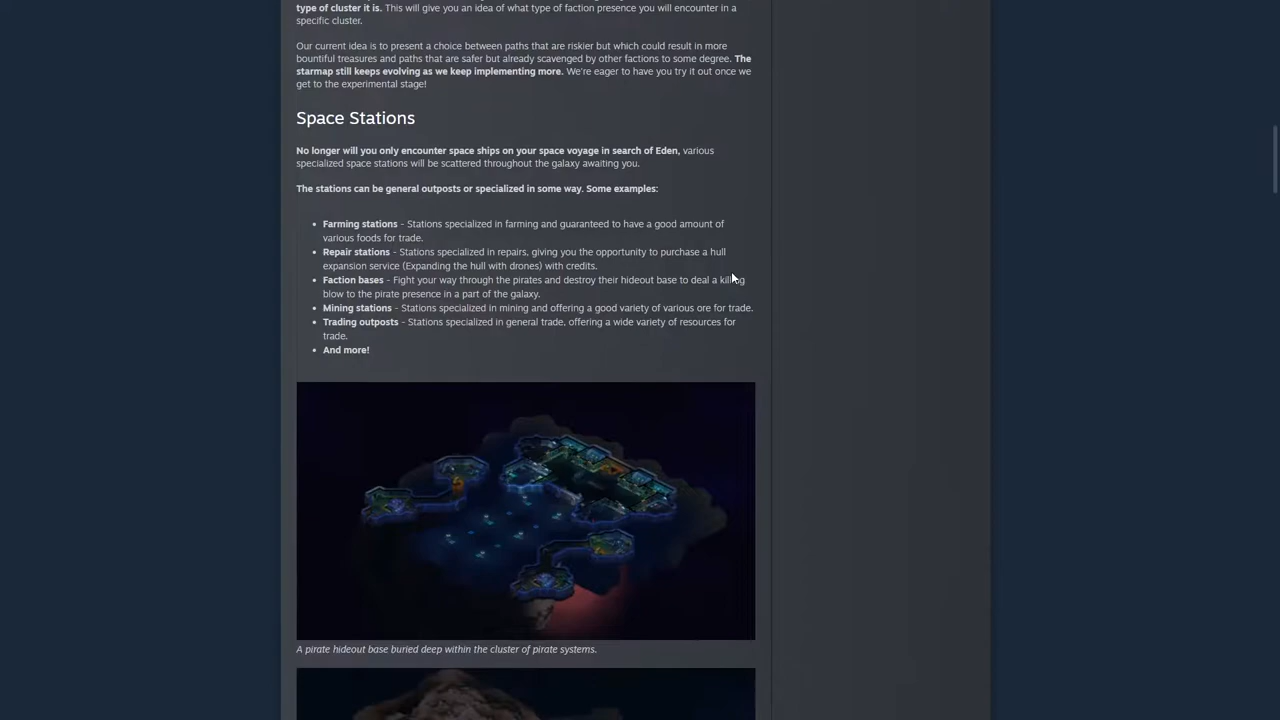 type of cluster it is. This will give you an idea of what type of faction presence you will encounter in a
specific cluster.
Our current idea is to present a choice between paths that are riskier but which could result in more
bountiful treasures and paths that are safer but already scavenged by other factions to some degree. The
starmap still keeps evolving as we keep implementing more. We're eager to have you try it out once we
get to the experimental stage!
Space Stations
No longer will you only encounter space ships on your space voyage in search of Eden, various
specialized space stations will be scattered throughout the galaxy awaiting you.
The stations can be general outposts or specialized in some way. Some examples:
• Farming stations - Stations specialized in farming and guaranteed to have a good amount of
various foods for trade.
• Repair stations - Stations specialized in repairs, giving you the opportunity to purchase a hull
expansion service (Expanding the hull with drones) with credits.
• Faction bases - Fight your way through the pirates and destroy their hideout base to deal a killing
blow to the pirate presence in a part of the galaxy.
• Mining stations - Stations specialized in mining and offering a good variety of various ore for trade.
• Trading outposts - Stations specialized in general trade, offering a wide variety of resources for
trade.
• And more!
A pirate hideout base buried deep within the cluster of pirate systems.